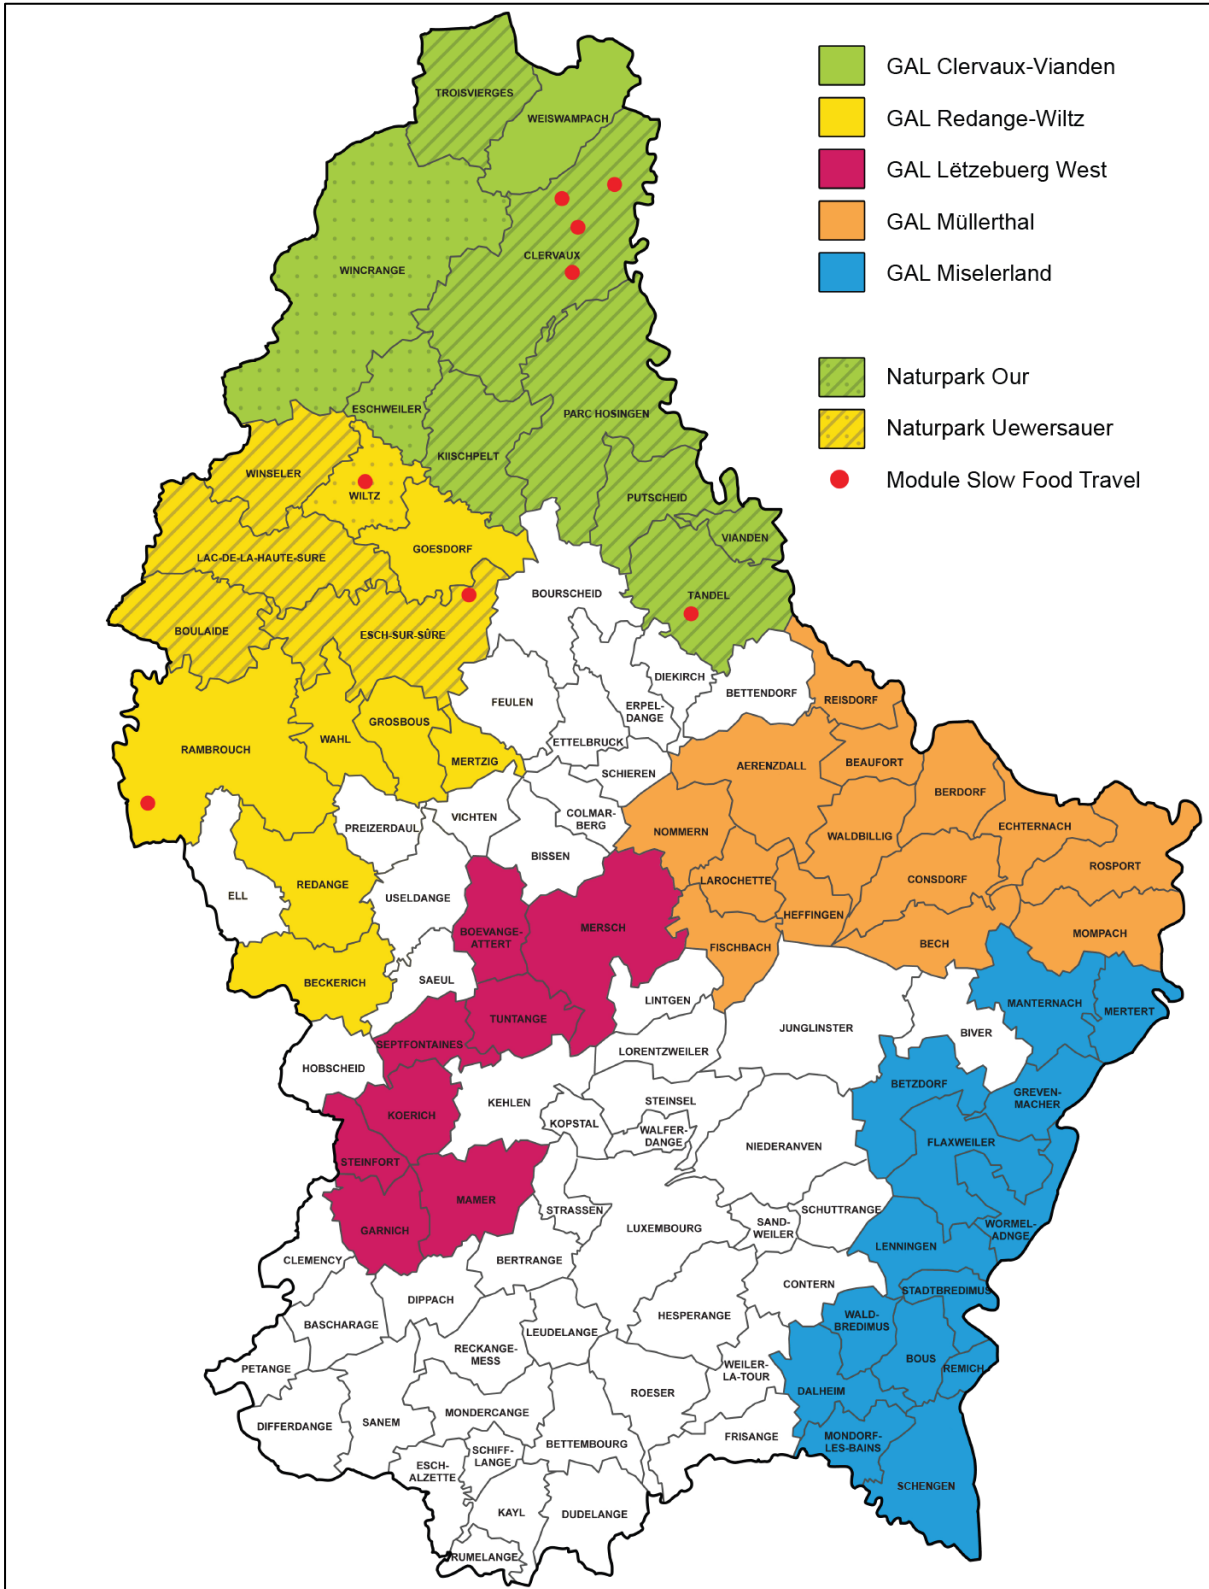 GAL Clervaux-Vianden
GAL Redange-Wiltz
GAL Lëtzebuerg West
GAL Müllerthal
GAL Miselerland
Naturpark Our
Naturpark Uewersauer
Module Slow Food Travel
TROISVIERGES
WEISWAMPACH
CLERVAUX
WINCRANGE
ESCHWEILER
PARC HOSINGEN
KIISCHPELT
WINSELER
WILTZ
PUTSCHEID
VIANDEN
GOESDORF
LAC-DE-LA-HAUTE-SURE
TANDEL
BOURSCHEID
BOULAIDE
ESCH-SUR-SÛRE
DIEKIRCH
BETTENDORF
REISDORF
FEULEN
ERPEL-
DANGE
GROSBOUS
WAHL
RAMBROUCH
ETTELBRUCK
MERTZIG
SCHIEREN
AERENZDALL
BEAUFORT
BERDORF
VICHTEN
COLMAR-
BERG
PREIZERDAUL
NOMMERN
WALDBILLIG
ECHTERNACH
BISSEN
ROSPORT
LAROCHETTE
CONSDORF
REDANGE
ELL
USELDANGE
HEFFINGEN
MERSCH
BOEVANGE-
ATTERT
FISCHBACH
BECH
MOMPACH
BECKERICH
SAEUL
LINTGEN
MANTERNACH
MERTERT
TUNTANGE
JUNGLINSTER
BIVER
SEPTFONTAINES
LORENTZWEILER
HOBSCHEID
BETZDORF
GREVEN-
MACHER
KEHLEN
STEINSEL
KOERICH
KOPSTAL
WALFER-
DANGE
NIEDERANVEN
FLAXWEILER
STEINFORT
MAMER
STRASSEN
SCHUTTRANGE
GARNICH
LUXEMBOURG
SAND-
WEILER
WORMEL-
ADNGE
LENNINGEN
CLEMENCY
BERTRANGE
CONTERN
STADTBREDIMUS
DIPPACH
HESPERANGE
WALD-
BREDIMUS
BASCHARAGE
LEUDELANGE
RECKANGE-
MESS
BOUS
REMICH
PETANGE
WEILER-
LA-TOUR
ROESER
DALHEIM
MONDERCANGE
DIFFERDANGE
SANEM
FRISANGE
MONDORF-
LES-BAINS
BETTEMBOURG
SCHIFF-
LANGE
ESCH-
ALZETTE
SCHENGEN
KAYL
DUDELANGE
RUMELANGE